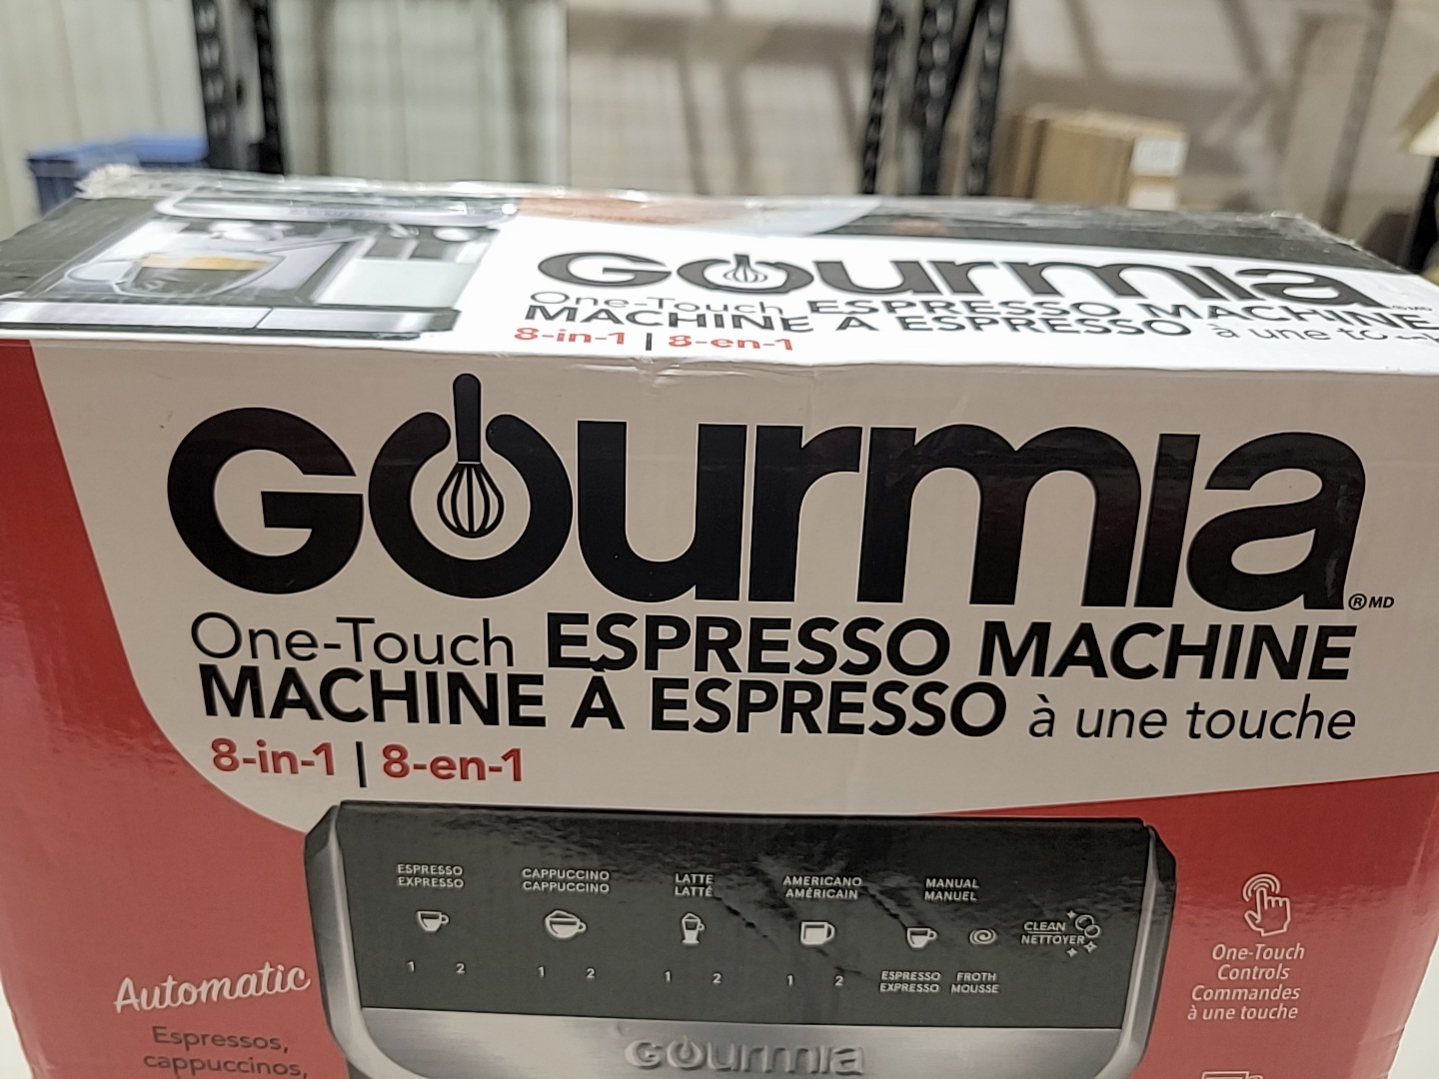 Gourmia
One-Touch ESPRESSO MACHINE
MACHINE À ESPRESSO à une
8-in-1 | 8-en-1
Gourmia ® MD
One-Touch ESPRESSO MACHINE
MACHINE À ESPRESSO à une touche
8-in-1 | 8-en-1
ESPRESSO
EXPRESSO
1 2
CAPPUCCINO
CAPPUCCINO
1 2
LATTE
LATTÉ
1 2
AMERICANO
AMÉRICAIN
1 2
MANUAL
MANUEL
ESPRESSO
EXPRESSO
FROTH
MOUSSE
CLEAN
NETTOYER
Gourmia
Automatic
Espressos,
cappuccinos,
One-Touch
Controls
Commandes
à une touche